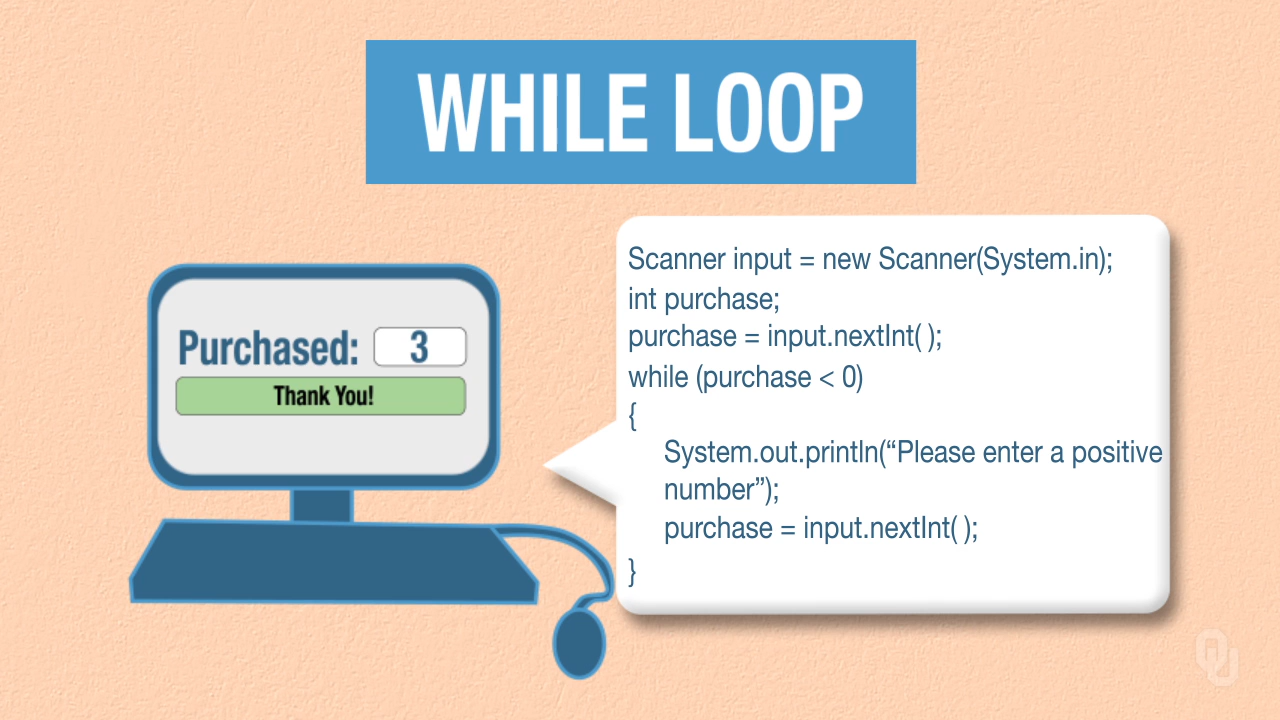 WHILE LOOP
Purchased: 3
Thank You!
Scanner input = new Scanner(System.in);
int purchase;
purchase = input.nextInt( );
while (purchase < 0)
{
System.out.println(“Please enter a positive
number”);
purchase = input.nextInt( );
}
OU